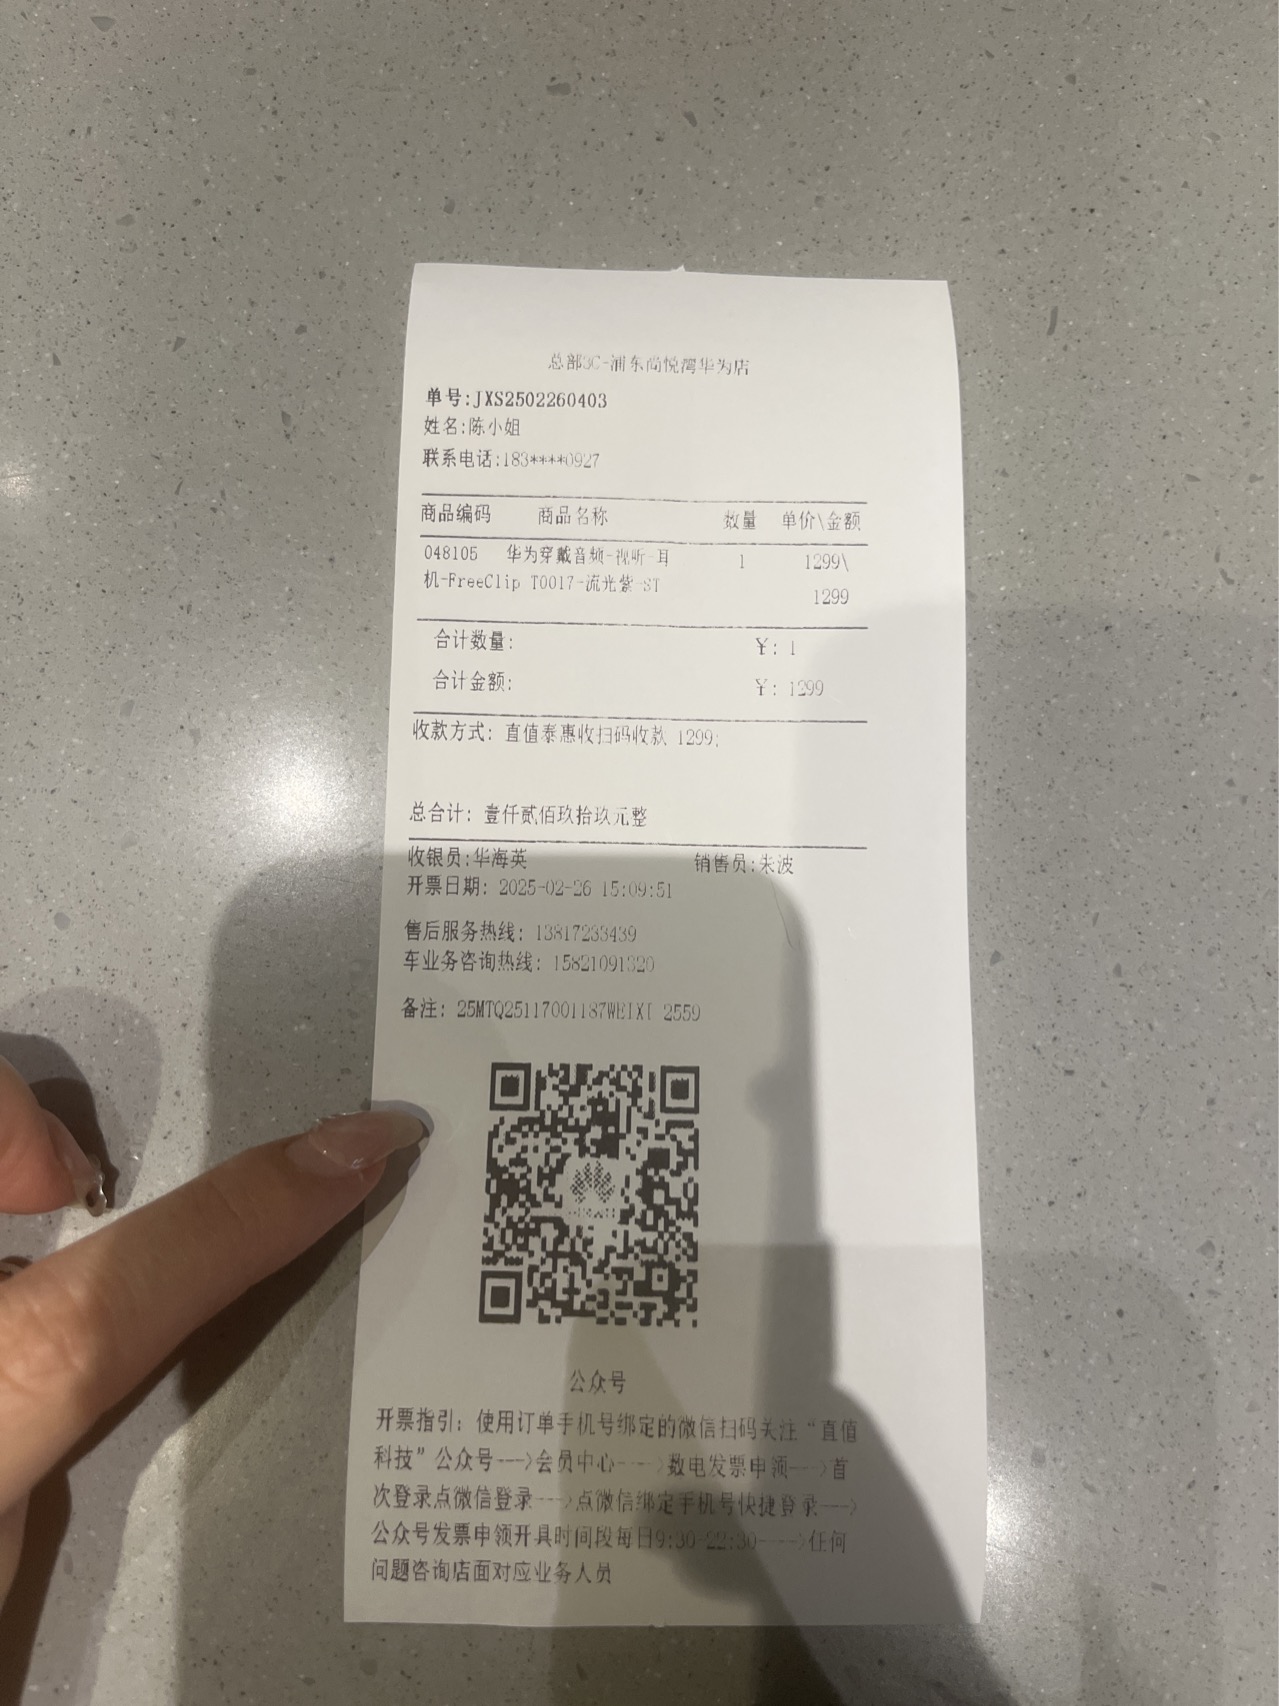 总部3C-浦东尚悦湾华为店
单号:JXS2502260403
姓名:陈小姐
联系电话:183****0927
商品编码 商品名称 数量 单价\金额
048105 华为穿戴音频-视听-耳 1 1299\
机-FreeClip T0017-流光紫-ST 1299
合计数量: ¥: 1
合计金额: ¥: 1299
收款方式: 直值泰惠收扫码收款 1299;
总合计: 壹仟贰佰玖拾玖元整
收银员:华海英 销售员:朱波
开票日期: 2025-02-26 15:09:51
售后服务热线: 13817233439
车业务咨询热线: 15821091320
备注: 25MTQ25117001187WEIXI 2559
公众号
开票指引: 使用订单手机号绑定的微信扫码关注“直值
科技”公众号--->会员中心---->数电发票申领--->首
次登录点微信登录--->点微信绑定手机号快捷登录--->
公众号发票申领开具时间段每日9:30-22:30---->任何
问题咨询店面对应业务人员